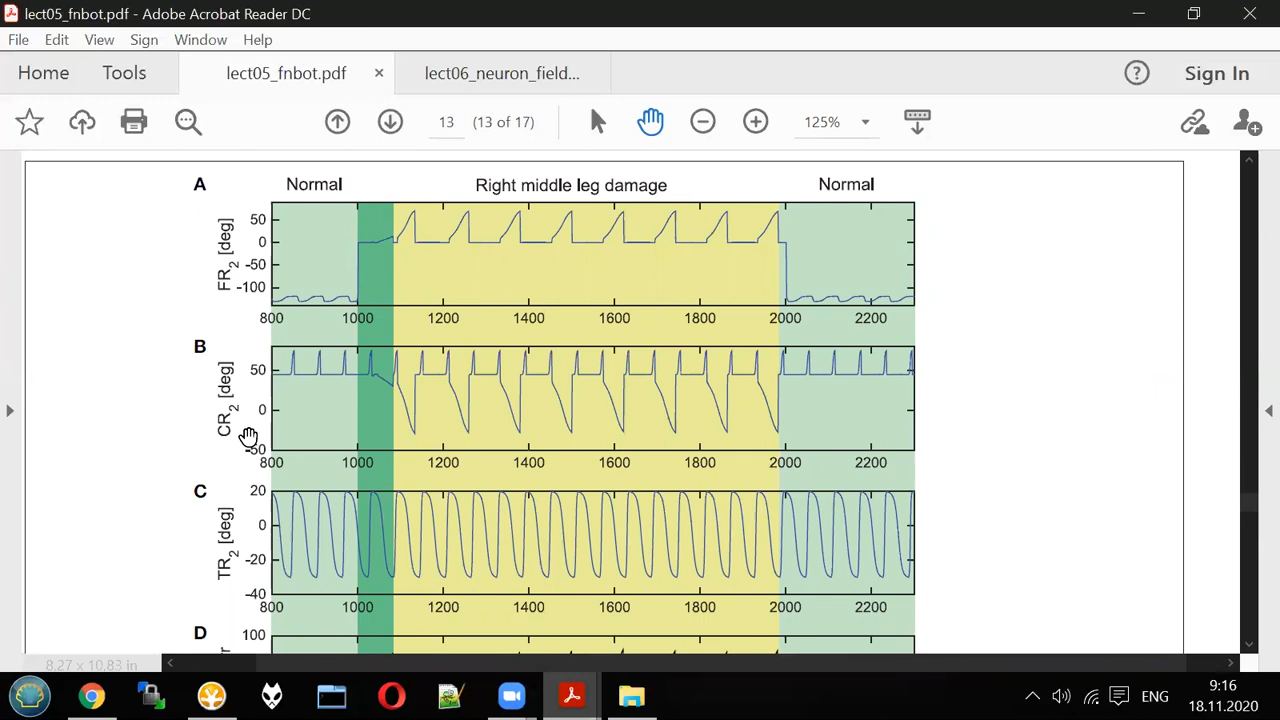 lect05_fnbot.pdf - Adobe Acrobat Reader DC
File Edit View Sign Window Help
Home Tools lect05_fnbot.pdf × lect06_neuron_field... ? Sign In
13 (13 of 17) 125%
A Normal Right middle leg damage Normal
FR2 [deg]
50
0
-50
-100
800 1000 1200 1400 1600 1800 2000 2200
B
CR2 [deg]
50
0
-50
800 1000 1200 1400 1600 1800 2000 2200
C
TR2 [deg]
20
0
-20
-40
800 1000 1200 1400 1600 1800 2000 2200
D
100
8,27 x 10,83 in
ENG
9:16
18.11.2020